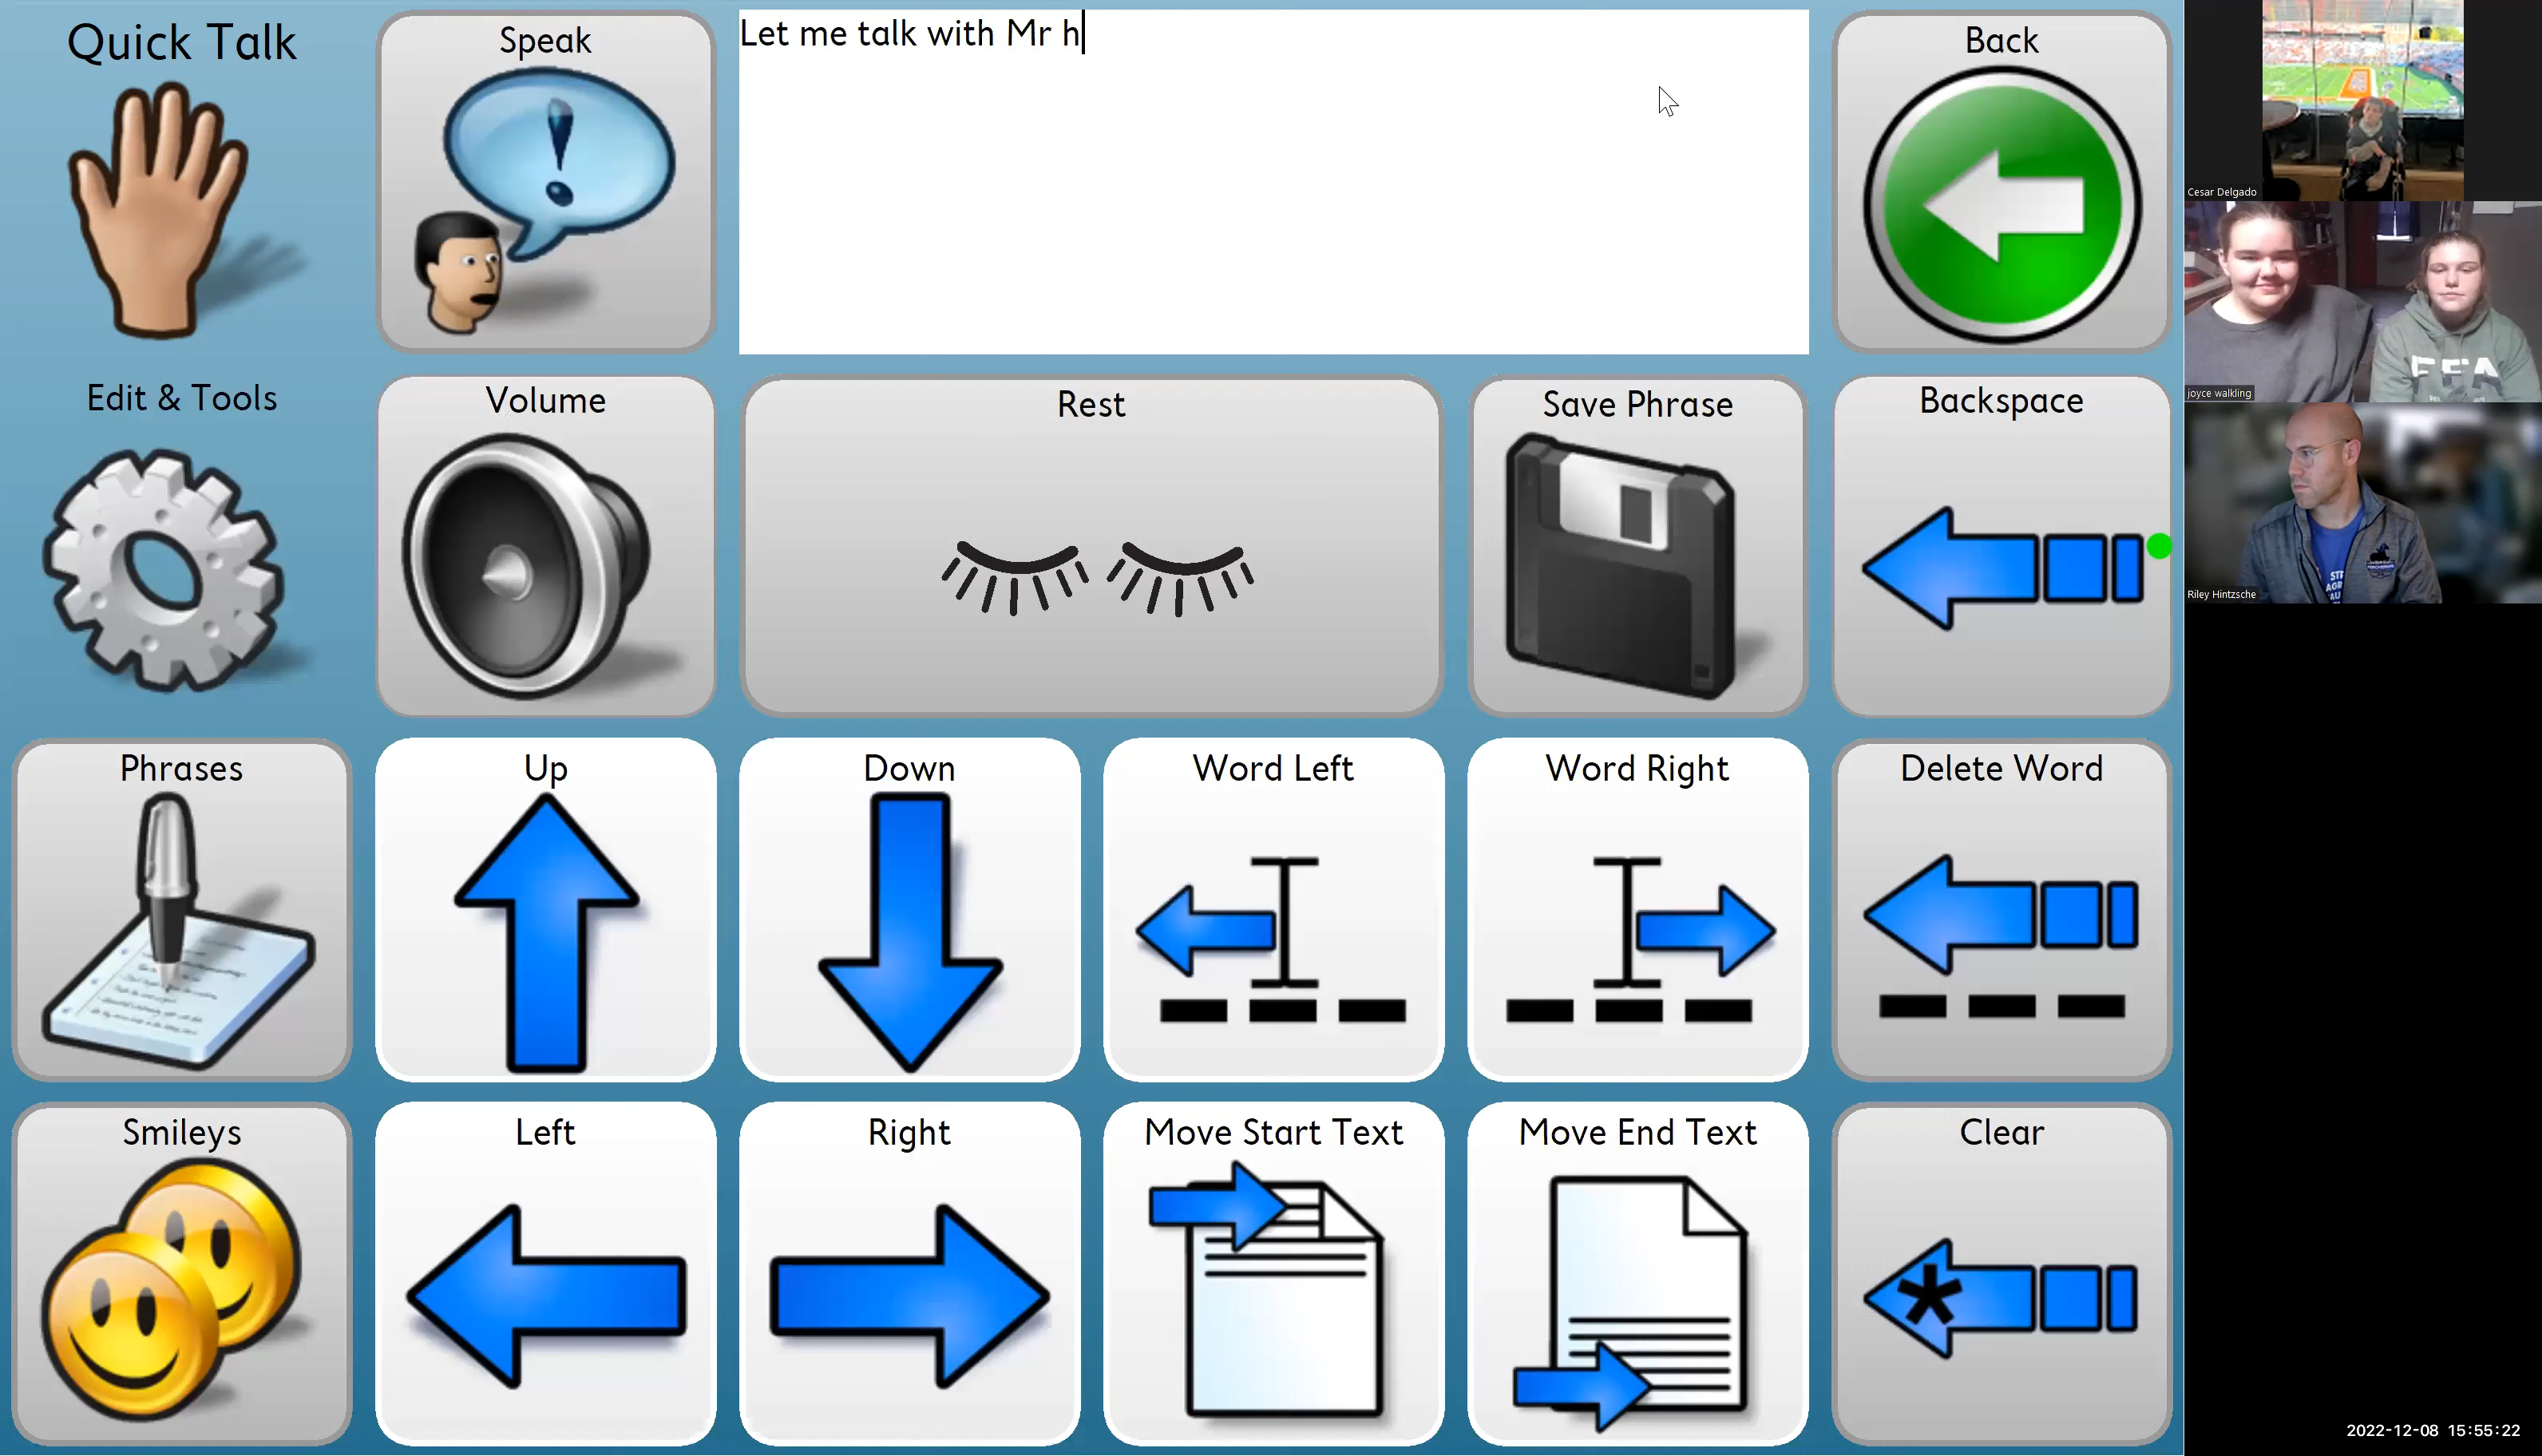 Quick Talk
Speak
Let me talk with Mr h
Back
Cesar Delgado
joyce walkling
Edit & Tools
Volume
Rest
Save Phrase
Backspace
Riley Hintzsche
Phrases
Up
Down
Word Left
Word Right
Delete Word
Smileys
Left
Right
Move Start Text
Move End Text
Clear
2022-12-08 15:55:22